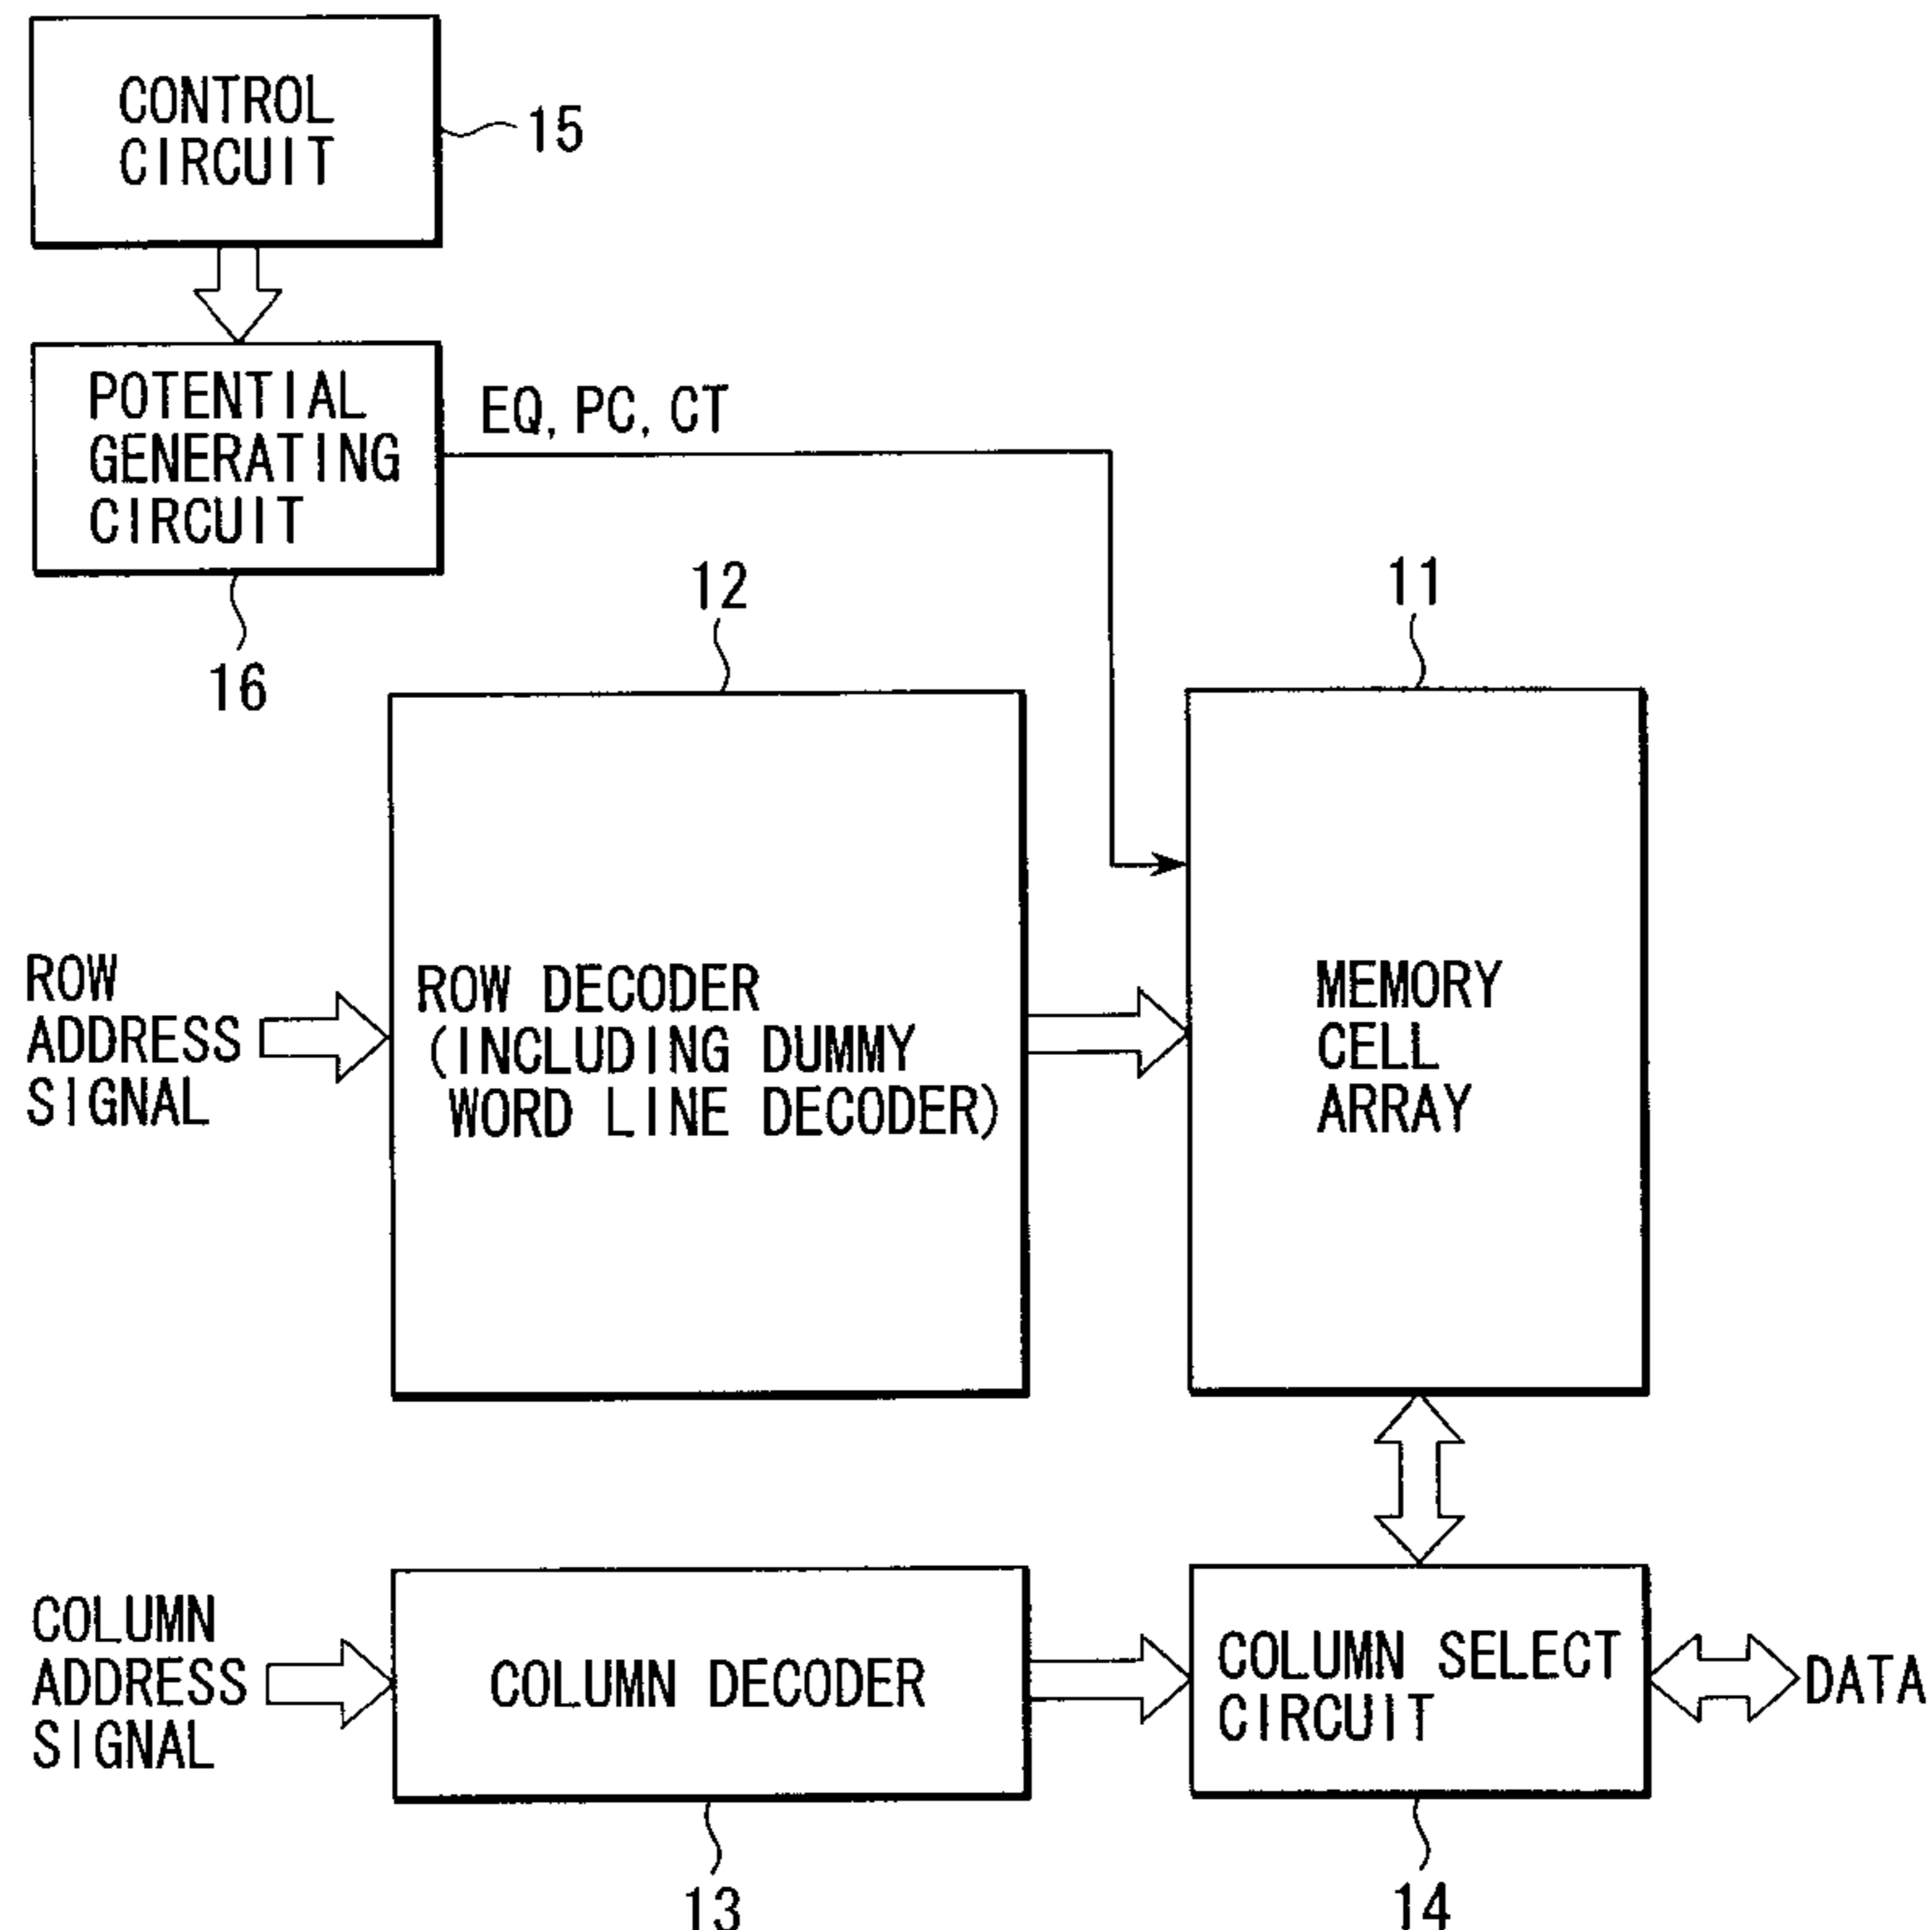 CONTROL
CIRCUIT
15
POTENTIAL
GENERATING
CIRCUIT
EQ, PC, CT
16
12
11
ROW
ADDRESS
SIGNAL
ROW DECODER
(INCLUDING DUMMY
WORD LINE DECODER)
MEMORY
CELL
ARRAY
COLUMN
ADDRESS
SIGNAL
COLUMN DECODER
COLUMN SELECT
CIRCUIT
DATA
13
14